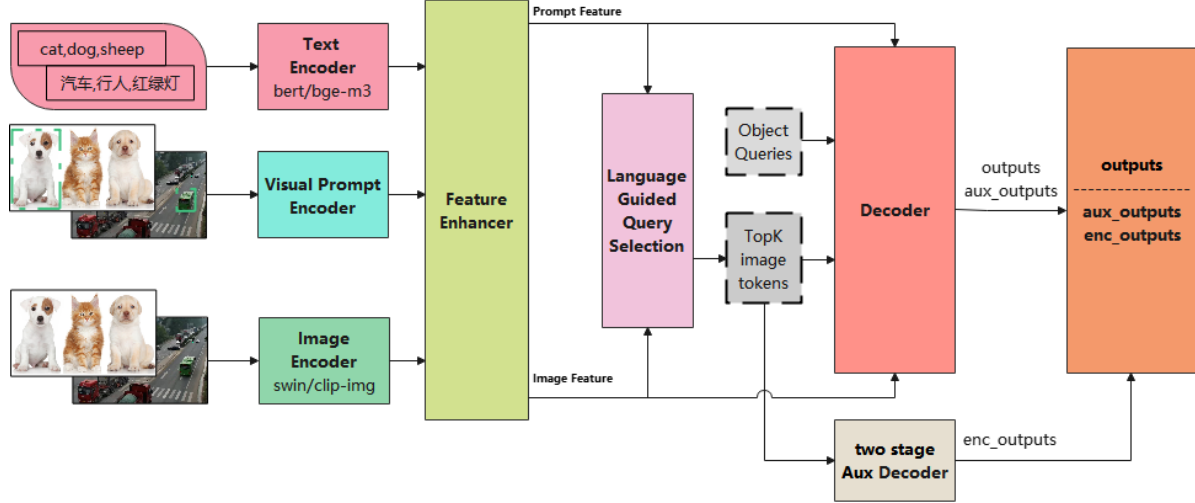 cat,dog,sheep
汽车,行人,红绿灯
Text
Encoder
bert/bge-m3
Visual Prompt
Encoder
Image
Encoder
swin/clip-img
Feature
Enhancer
Prompt Feature
Image Feature
Language
Guided
Query
Selection
Object
Queries
TopK
image
tokens
Decoder
two stage
Aux Decoder
outputs
aux_outputs
enc_outputs
outputs
aux_outputs
enc_outputs